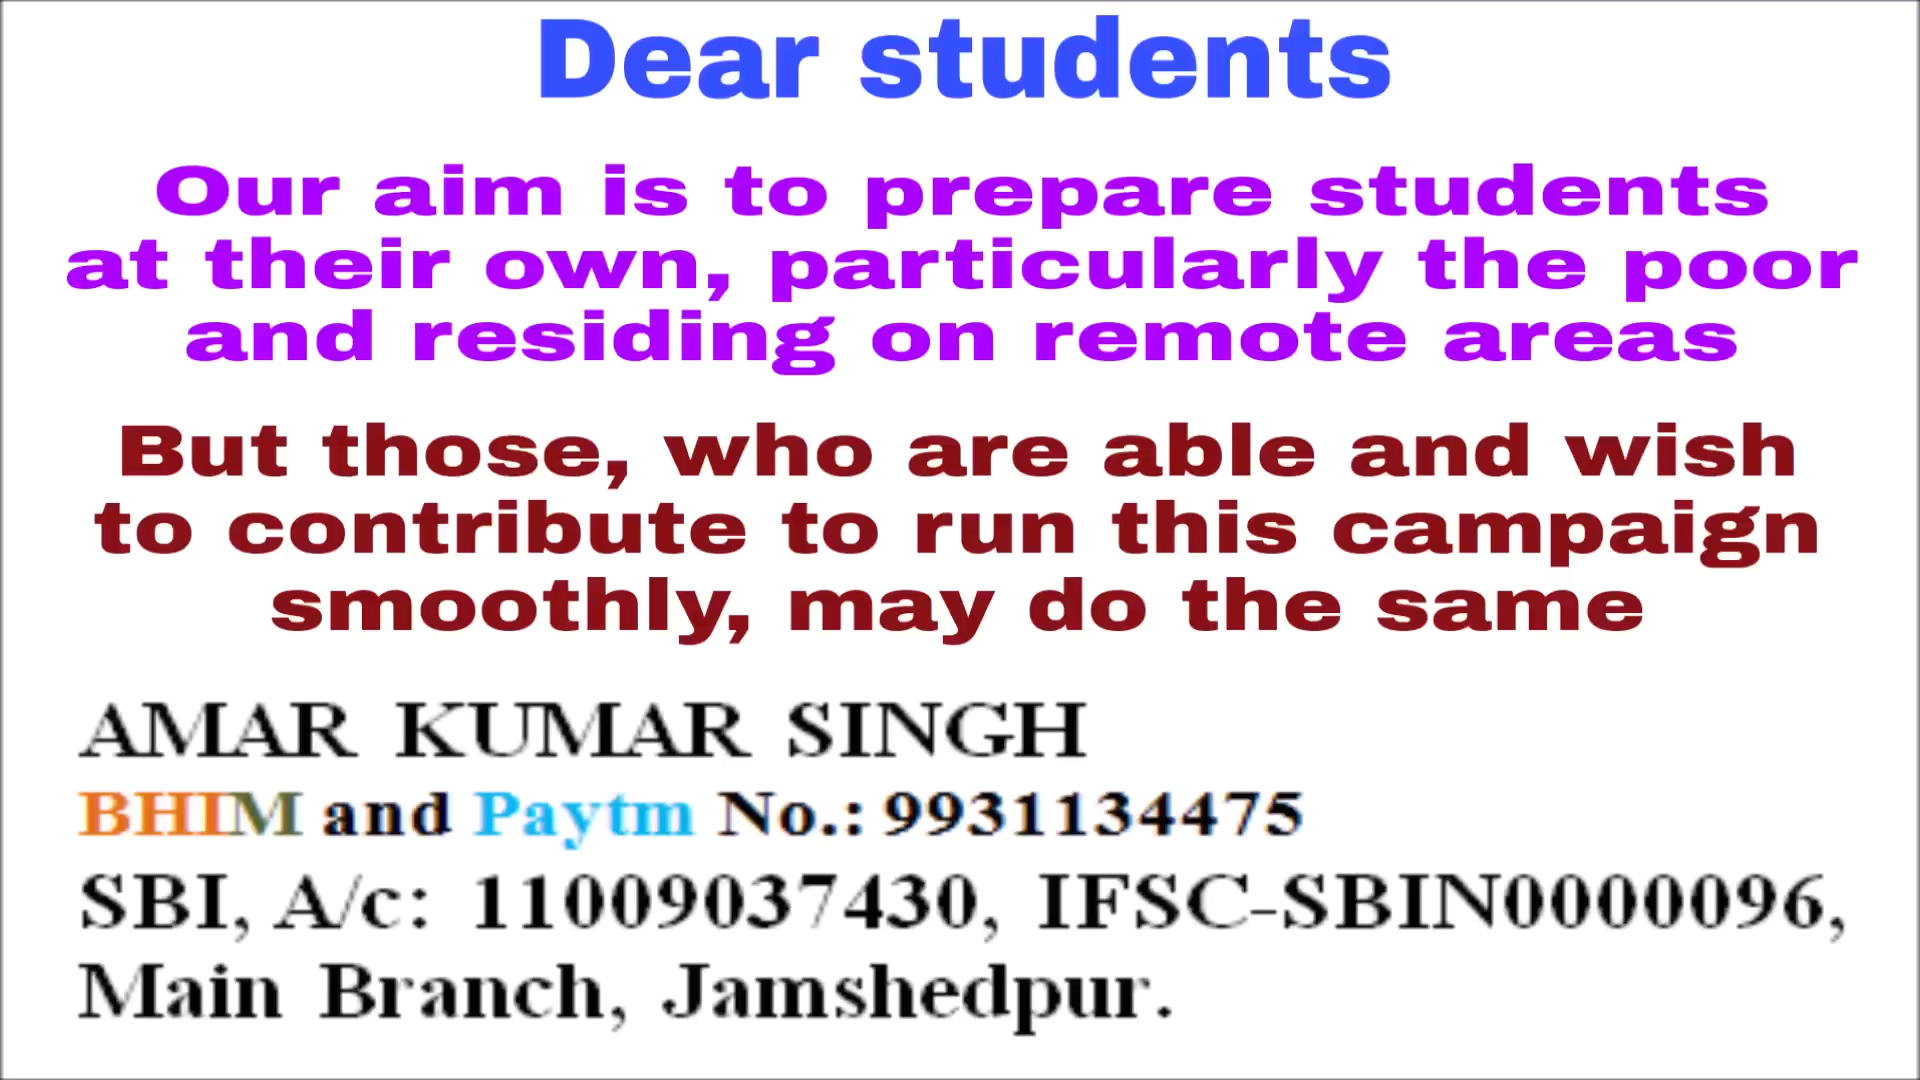 Dear students
Our aim is to prepare students
at their own, particularly the poor
and residing on remote areas
But those, who are able and wish
to contribute to run this campaign
smoothly, may do the same
AMAR KUMAR SINGH
BHIM and Paytm No.: 9931134475
SBI, A/c: 11009037430, IFSC-SBIN0000096,
Main Branch, Jamshedpur.